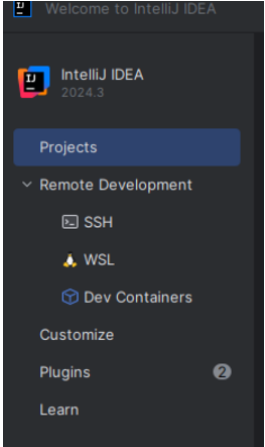 Welcome to IntelliJ IDEA
IntelliJ IDEA
2024.3
Projects
Remote Development
SSH
WSL
Dev Containers
Customize
Plugins 2
Learn